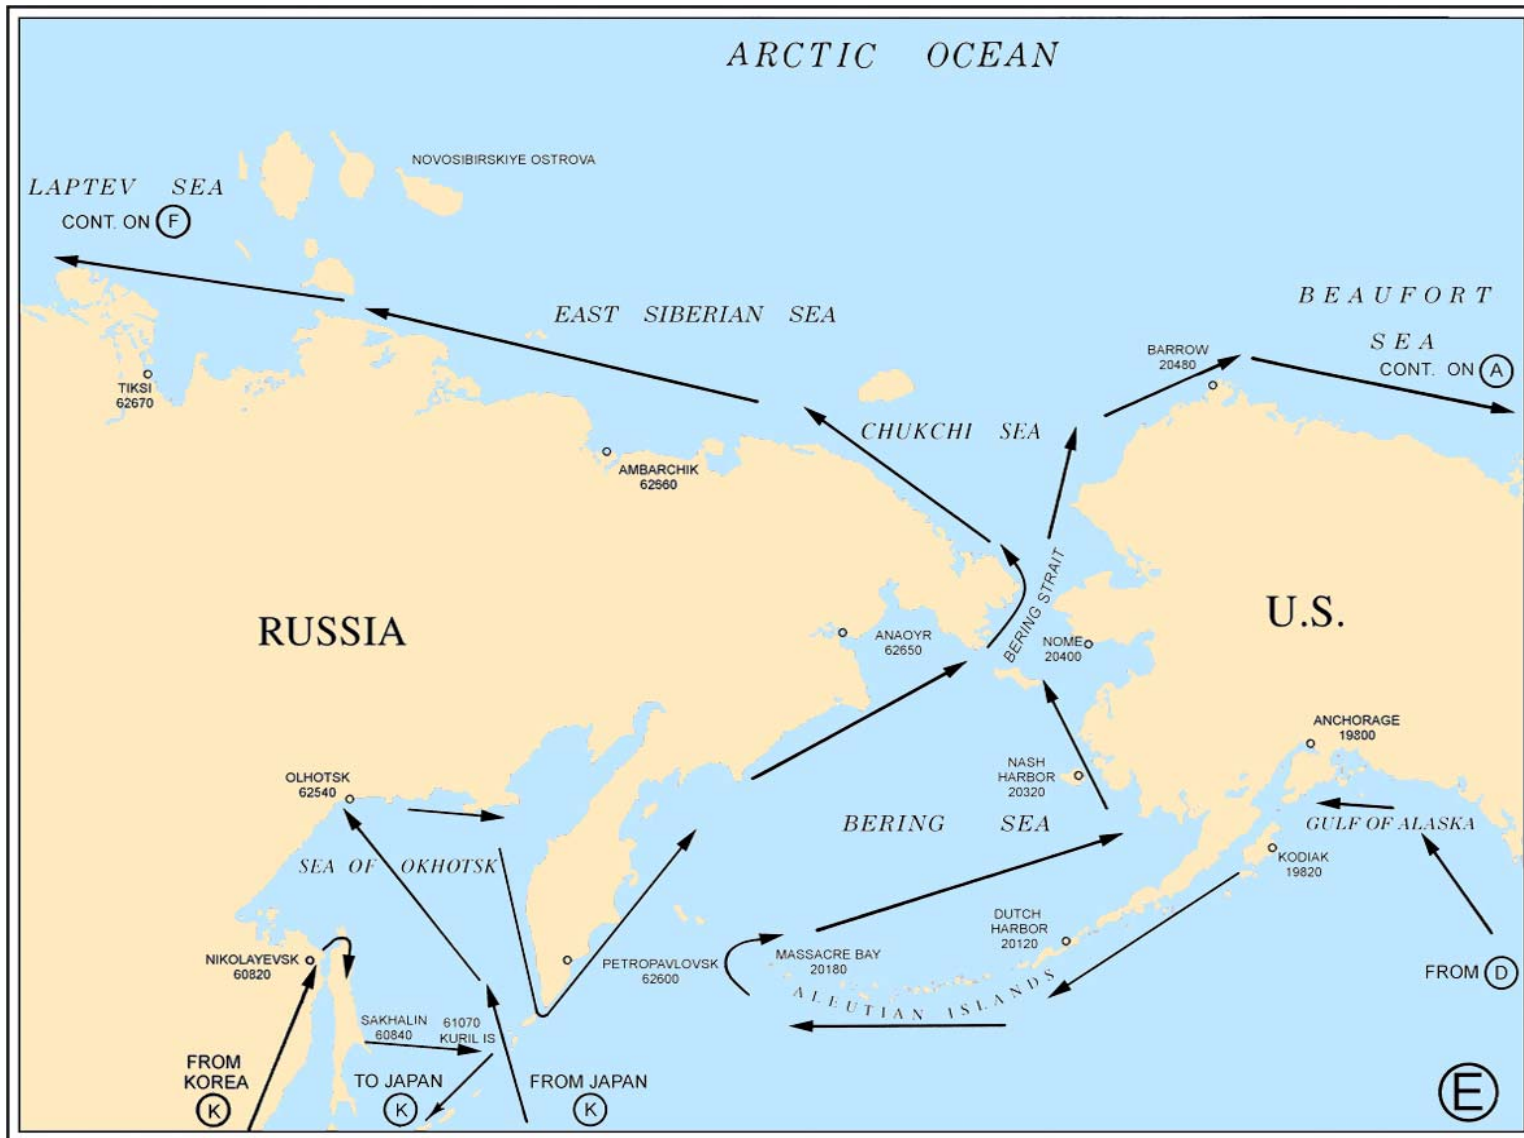 ARCTIC OCEAN
NOVOSIBIRSKIYE OSTROVA
LAPTEV SEA
CONT. ON F
EAST SIBERIAN SEA
BEAUFORT
SEA
CONT. ON A
BARROW
20480
TIKSI
62670
CHUKCHI SEA
AMBARCHIK
62660
BERING STRAIT
RUSSIA
U.S.
ANAOYR
62650
NOME
20400
ANCHORAGE
19800
OLHOTSK
62540
NASH
HARBOR
20320
BERING SEA
GULF OF ALASKA
SEA OF OKHOTSK
KODIAK
19820
DUTCH
HARBOR
20120
NIKOLAYEVSK
60820
PETROPAVLOVSK
62600
MASSACRE BAY
20180
FROM D
ALEUTIAN ISLANDS
SAKHALIN
60840
61070
KURIL IS
FROM
KOREA
K
TO JAPAN
K
FROM JAPAN
K
E